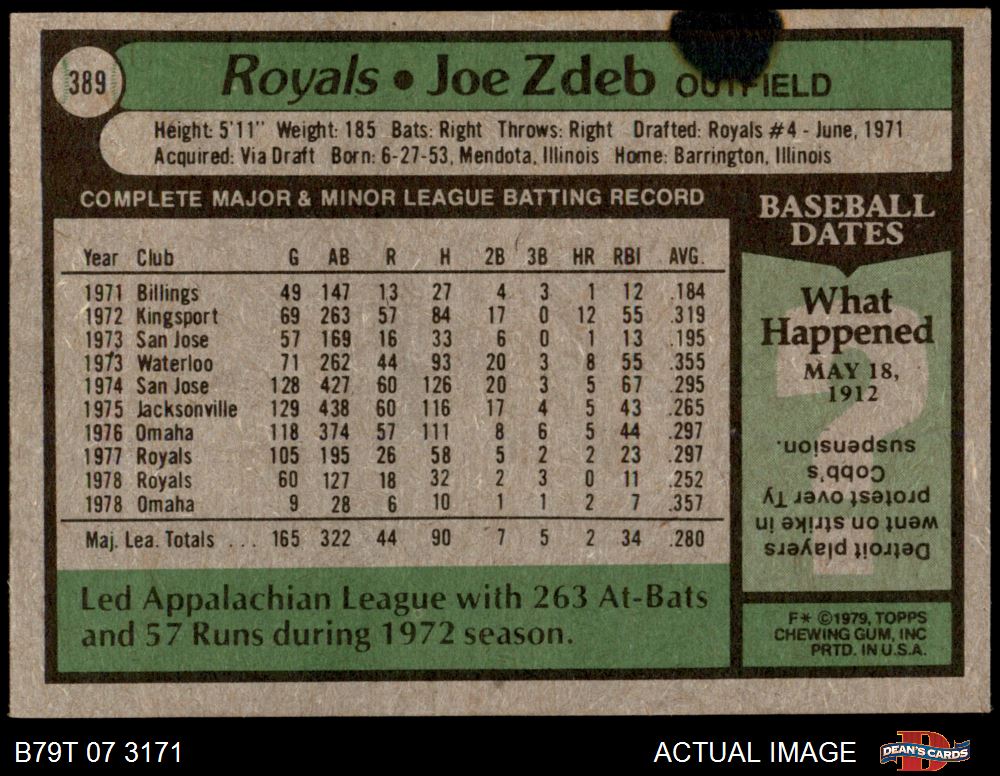 389
Royals • Joe Zdeb OUTFIELD
Height: 5'11" Weight: 185 Bats: Right Throws: Right Drafted: Royals #4 - June, 1971
Acquired: Via Draft Born: 6-27-53, Mendota, Illinois Home: Barrington, Illinois
COMPLETE MAJOR & MINOR LEAGUE BATTING RECORD
Year Club G AB R H 2B 3B HR RBI AVG.
1971 Billings 49 147 13 27 4 3 1 12 .184
1972 Kingsport 69 263 57 84 17 0 12 55 .319
1973 San Jose 57 169 16 33 6 0 1 13 .195
1973 Waterloo 71 262 44 93 20 3 8 55 .355
1974 San Jose 128 427 60 126 20 3 5 67 .295
1975 Jacksonville 129 438 60 116 17 4 5 43 .265
1976 Omaha 118 374 57 111 8 6 5 44 .297
1977 Royals 105 195 26 58 5 2 2 23 .297
1978 Royals 60 127 18 32 2 3 0 11 .252
1978 Omaha 9 28 6 10 1 1 2 7 .357
Maj. Lea. Totals ... 165 322 44 90 7 5 2 34 .280
Led Appalachian League with 263 At-Bats
and 57 Runs during 1972 season.
BASEBALL
DATES
What
Happened
MAY 18,
1912
?
Detroit players
went on strike in
protest over Ty
Cobb's
suspension.
F* ©1979, TOPPS
CHEWING GUM, INC
PRTD. IN U.S.A.
B79T 07 3171
ACTUAL IMAGE
D
DEAN'S CARDS